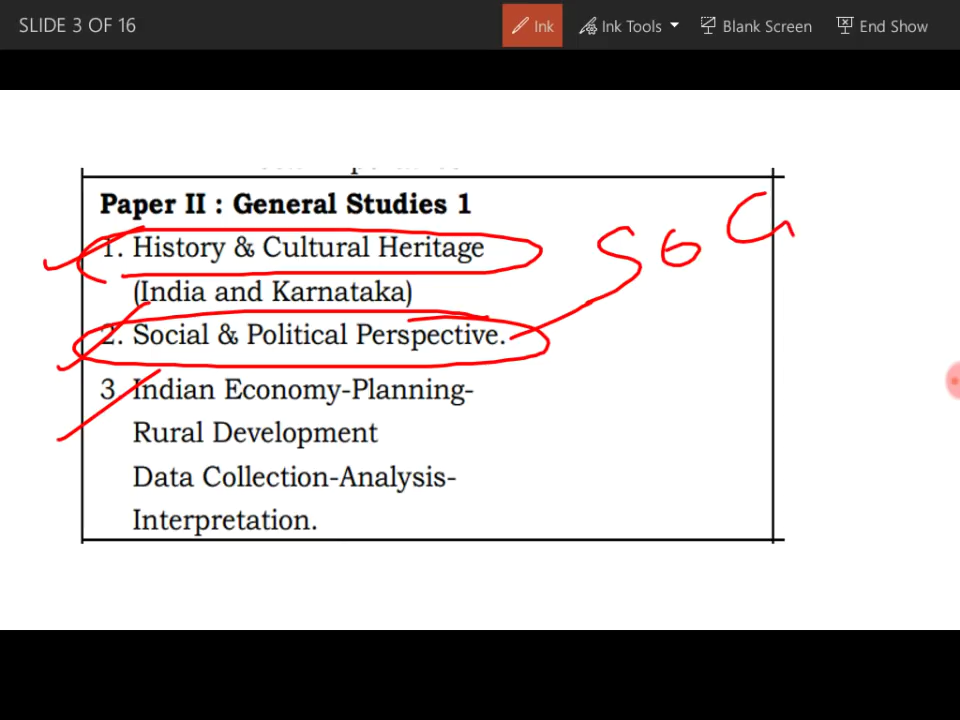 SLIDE 3 OF 16
Ink Ink Tools Blank Screen End Show
Paper II : General Studies 1
1. History & Cultural Heritage
(India and Karnataka)
2. Social & Political Perspective.
3. Indian Economy-Planning-
Rural Development
Data Collection-Analysis-
Interpretation.